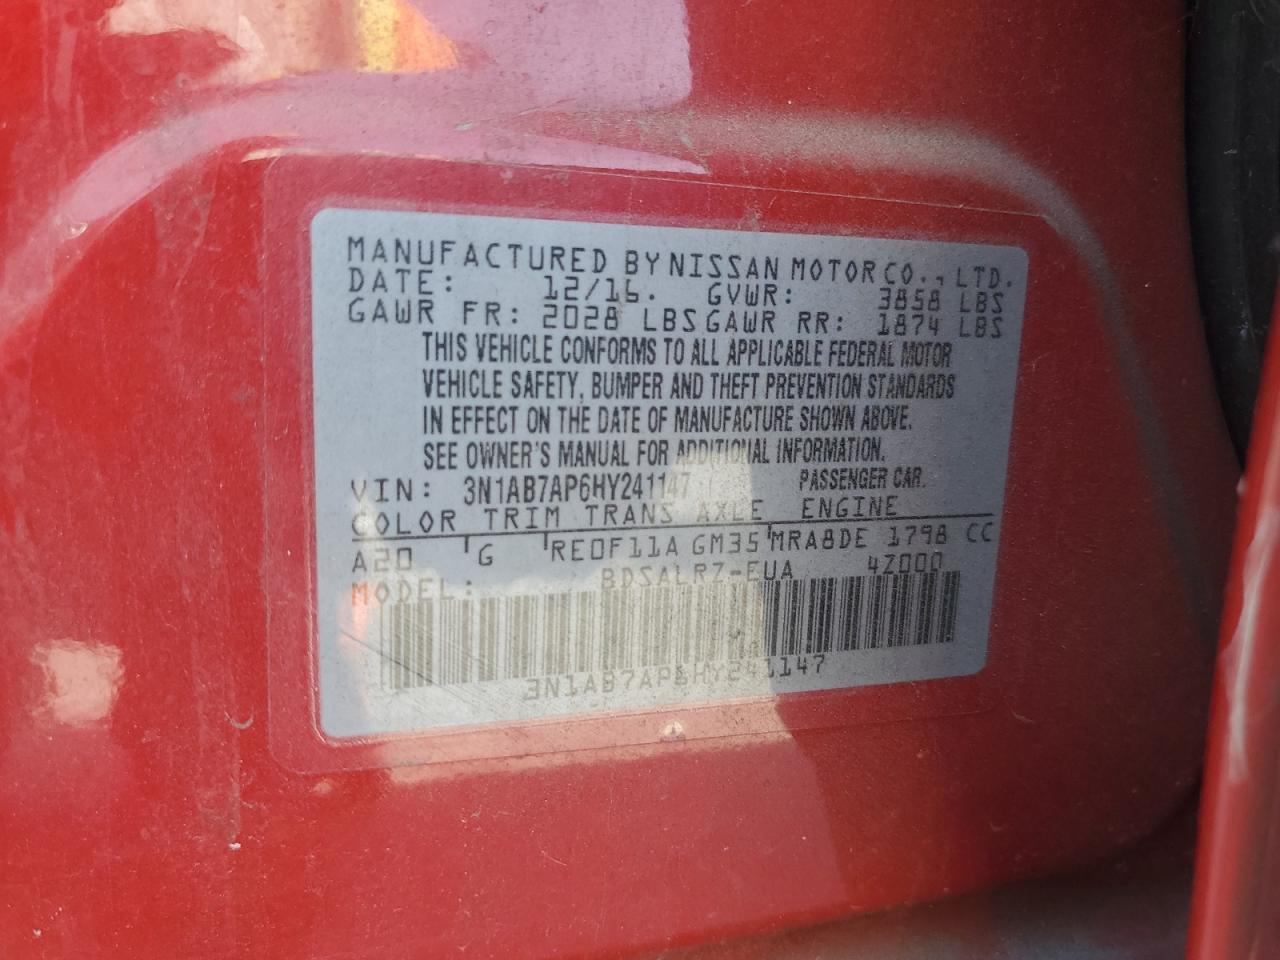 MANUFACTURED BY NISSAN MOTOR CO., LTD.
DATE: 12/16. GVWR: 3858 LBS
GAWR FR: 2028 LBS GAWR RR: 1874 LBS
THIS VEHICLE CONFORMS TO ALL APPLICABLE FEDERAL MOTOR
VEHICLE SAFETY, BUMPER AND THEFT PREVENTION STANDARDS
IN EFFECT ON THE DATE OF MANUFACTURE SHOWN ABOVE.
SEE OWNER'S MANUAL FOR ADDITIONAL INFORMATION.
VIN: 3N1AB7AP6HY241147 PASSENGER CAR.
COLOR TRIM TRANS AXLE ENGINE
A20 G RE0F11A GM35 MRA8DE 1798 CC
MODEL: BDSALRZ-EUA 4Z000
3N1AB7AP6HY241147